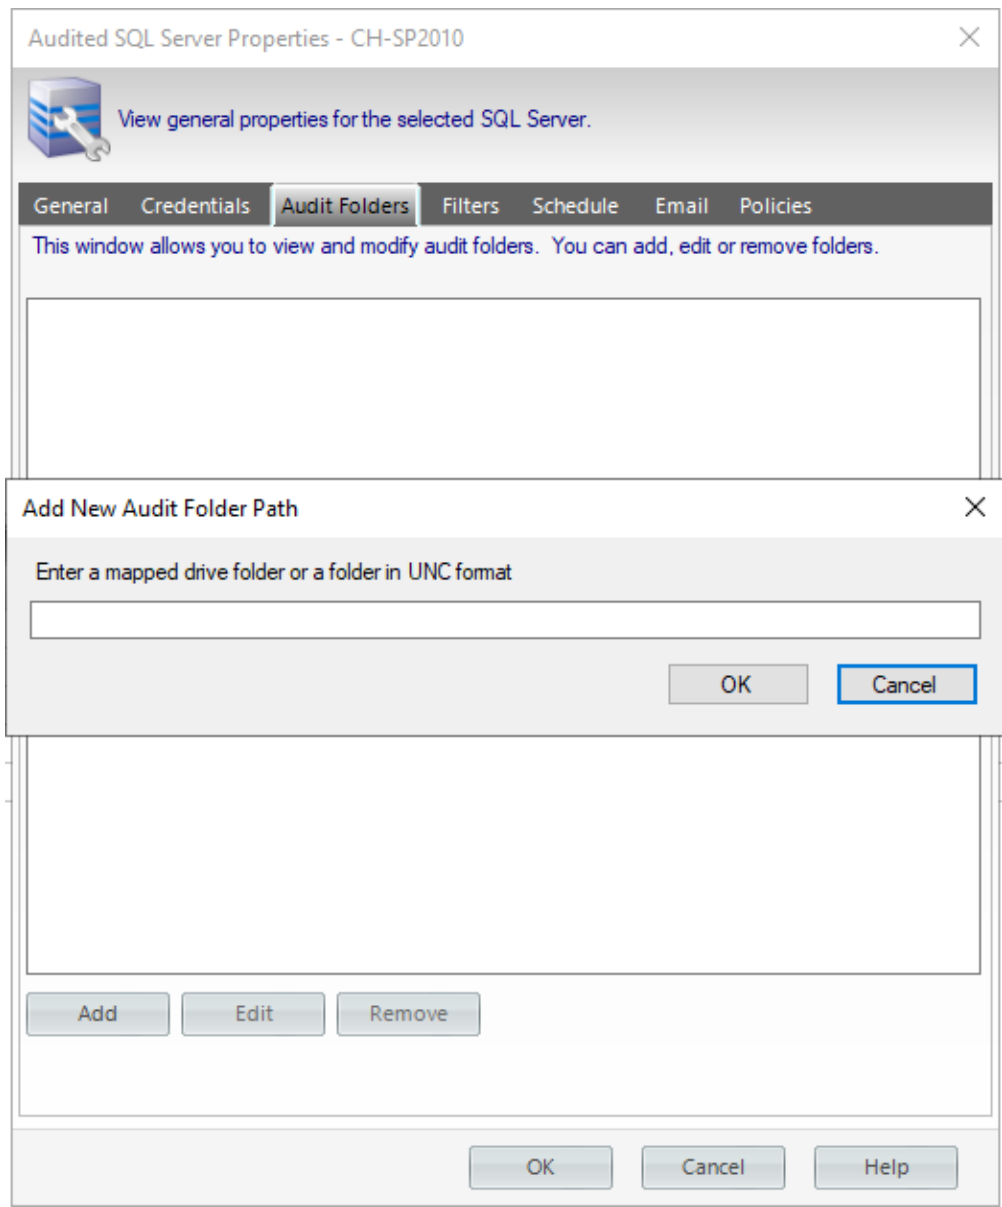 Audited SQL Server Properties - CH-SP2010
View general properties for the selected SQL Server.
General Credentials Audit Folders Filters Schedule Email Policies
This window allows you to view and modify audit folders. You can add, edit or remove folders.
Add New Audit Folder Path
Enter a mapped drive folder or a folder in UNC format
OK Cancel
Add Edit Remove
OK Cancel Help